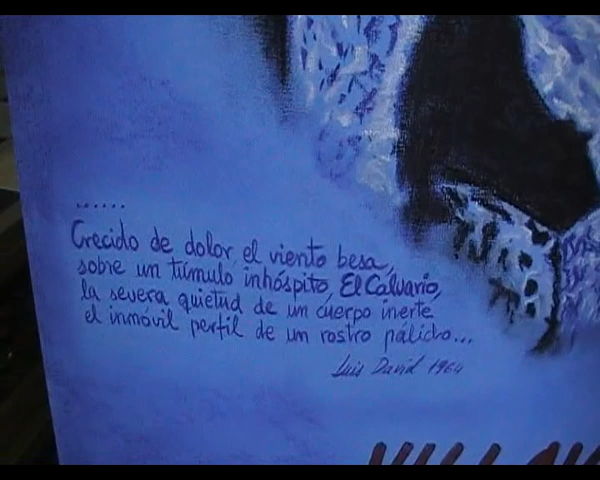 ......
Crecido de dolor, el viento besa,
sobre un túmulo inhóspito, El Calvario,
la severa quietud de un cuerpo inerte
el inmóvil perfil de un rostro pálido...
Luis David 1964